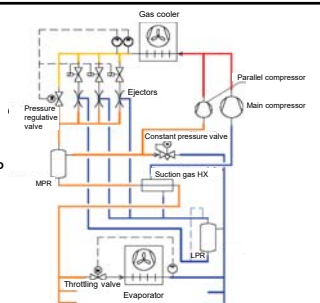 Gas cooler
Parallel compressor
Ejectors
Main compressor
Pressure
regulative
valve
Constant pressure valve
Suction gas HX
MPR
LPR
Throttling valve
Evaporator